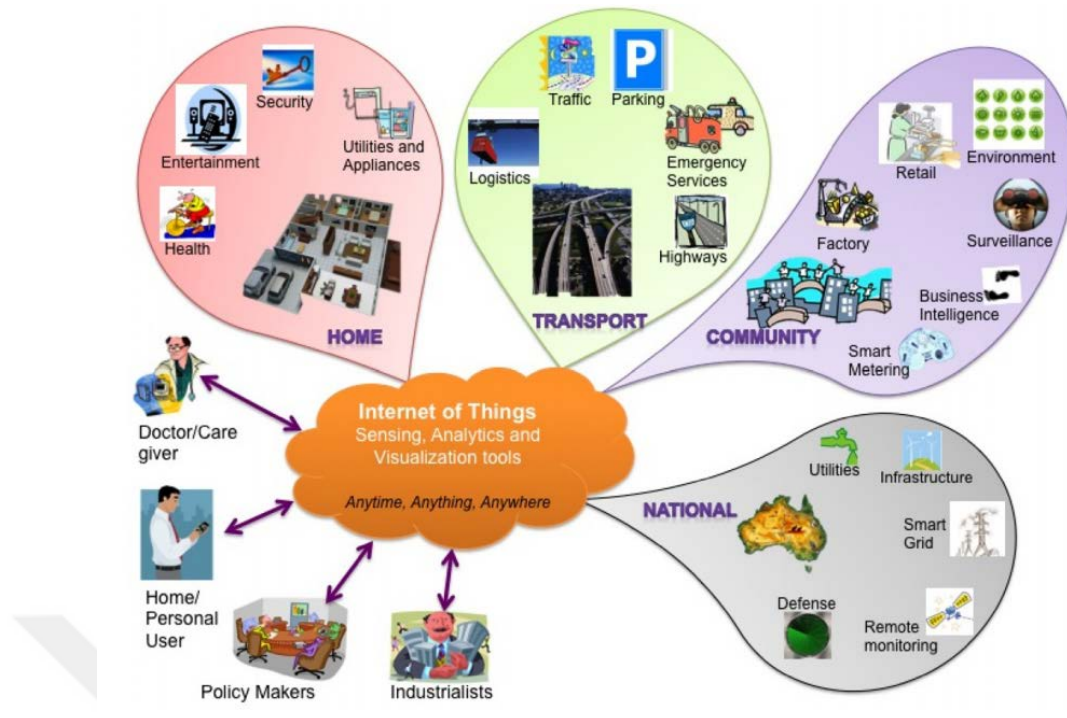 Security
Entertainment
Utilities and
Appliances
Health
HOME
Traffic
P
Parking
Logistics
Emergency
Services
Highways
TRANSPORT
Retail
Environment
Factory
Surveillance
Business
Intelligence
COMMUNITY
Smart
Metering
Internet of Things
Sensing, Analytics and
Visualization tools
Anytime, Anything, Anywhere
Doctor/Care
giver
Home/
Personal
User
Policy Makers
Industrialists
NATIONAL
Utilities
Infrastructure
Smart
Grid
Defense
Remote
monitoring